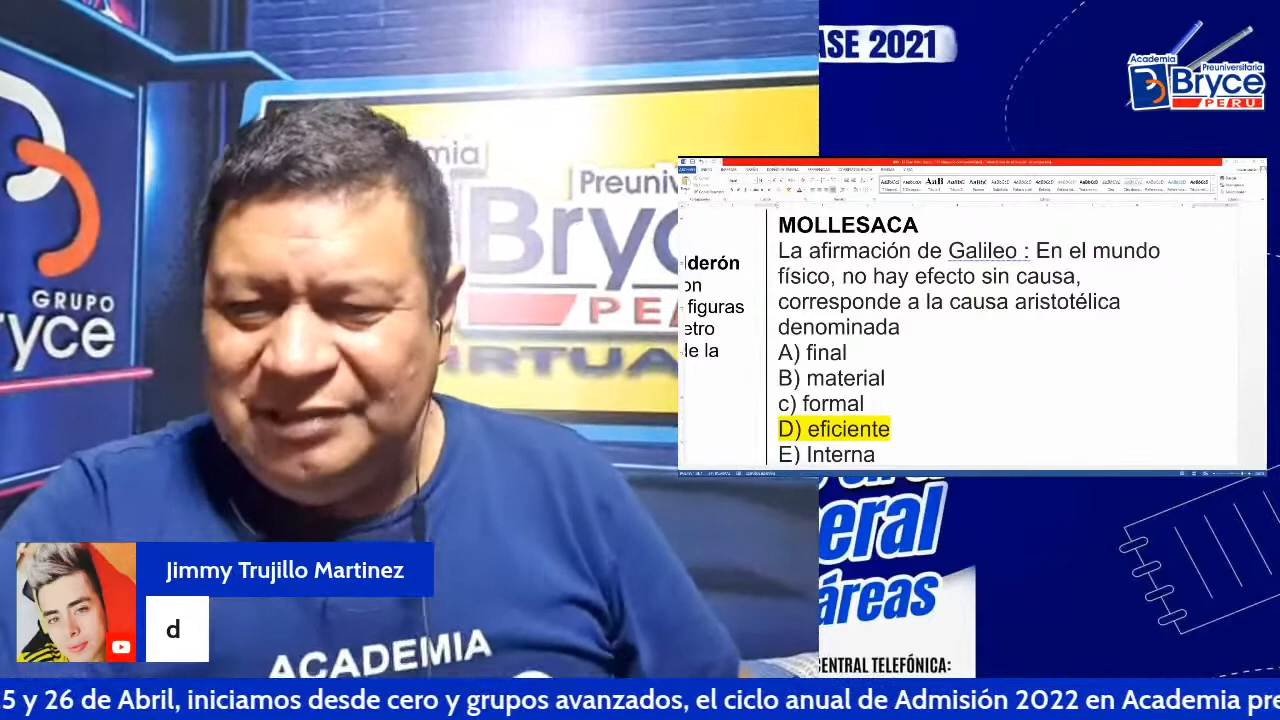 ASE 2021
Academia
Preuniversitaria
Bryce
PERU
mia
Preuniv
Bryc
PE
IRTUA
GRUPO
ryce
lderón
on
figuras
etro
de la
MOLLESACA
La afirmación de Galileo : En el mundo
físico, no hay efecto sin causa,
corresponde a la causa aristotélica
denominada
A) final
B) material
c) formal
D) eficiente
E) Interna
eral
áreas
CENTRAL TELEFÓNICA:
Jimmy Trujillo Martinez
d
ACADEMIA
5 y 26 de Abril, iniciamos desde cero y grupos avanzados, el ciclo anual de Admisión 2022 en Academia pre